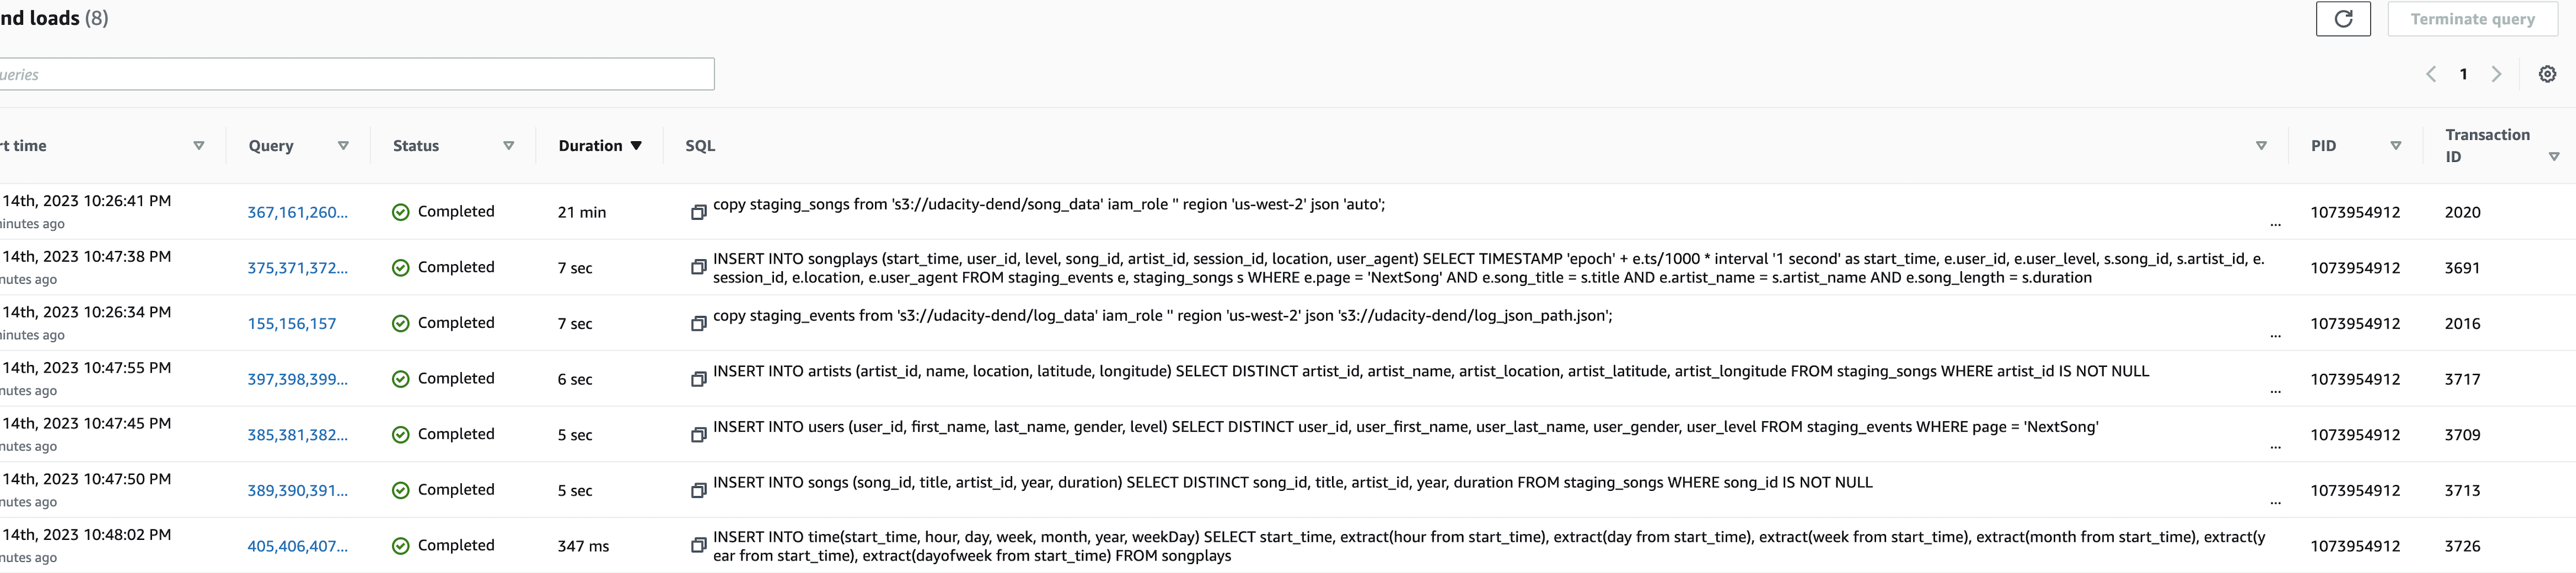 nd loads (8)
Terminate query
ueries
1
rt time Query Status Duration SQL PID Transaction ID
14th, 2023 10:26:41 PM
inutes ago
367,161,260... Completed 21 min copy staging_songs from 's3://udacity-dend/song_data' iam_role '' region 'us-west-2' json 'auto';
... 1073954912 2020
14th, 2023 10:47:38 PM
nutes ago
375,371,372... Completed 7 sec INSERT INTO songplays (start_time, user_id, level, song_id, artist_id, session_id, location, user_agent) SELECT TIMESTAMP 'epoch' + e.ts/1000 * interval '1 second' as start_time, e.user_id, e.user_level, s.song_id, s.artist_id, e.
session_id, e.location, e.user_agent FROM staging_events e, staging_songs s WHERE e.page = 'NextSong' AND e.song_title = s.title AND e.artist_name = s.artist_name AND e.song_length = s.duration
1073954912 3691
14th, 2023 10:26:34 PM
inutes ago
155,156,157 Completed 7 sec copy staging_events from 's3://udacity-dend/log_data' iam_role '' region 'us-west-2' json 's3://udacity-dend/log_json_path.json';
... 1073954912 2016
14th, 2023 10:47:55 PM
nutes ago
397,398,399... Completed 6 sec INSERT INTO artists (artist_id, name, location, latitude, longitude) SELECT DISTINCT artist_id, artist_name, artist_location, artist_latitude, artist_longitude FROM staging_songs WHERE artist_id IS NOT NULL
... 1073954912 3717
14th, 2023 10:47:45 PM
nutes ago
385,381,382... Completed 5 sec INSERT INTO users (user_id, first_name, last_name, gender, level) SELECT DISTINCT user_id, user_first_name, user_last_name, user_gender, user_level FROM staging_events WHERE page = 'NextSong'
... 1073954912 3709
14th, 2023 10:47:50 PM
nutes ago
389,390,391... Completed 5 sec INSERT INTO songs (song_id, title, artist_id, year, duration) SELECT DISTINCT song_id, title, artist_id, year, duration FROM staging_songs WHERE song_id IS NOT NULL
... 1073954912 3713
14th, 2023 10:48:02 PM
nutes ago
405,406,407... Completed 347 ms INSERT INTO time(start_time, hour, day, week, month, year, weekDay) SELECT start_time, extract(hour from start_time), extract(day from start_time), extract(week from start_time), extract(month from start_time), extract(y
ear from start_time), extract(dayofweek from start_time) FROM songplays
1073954912 3726